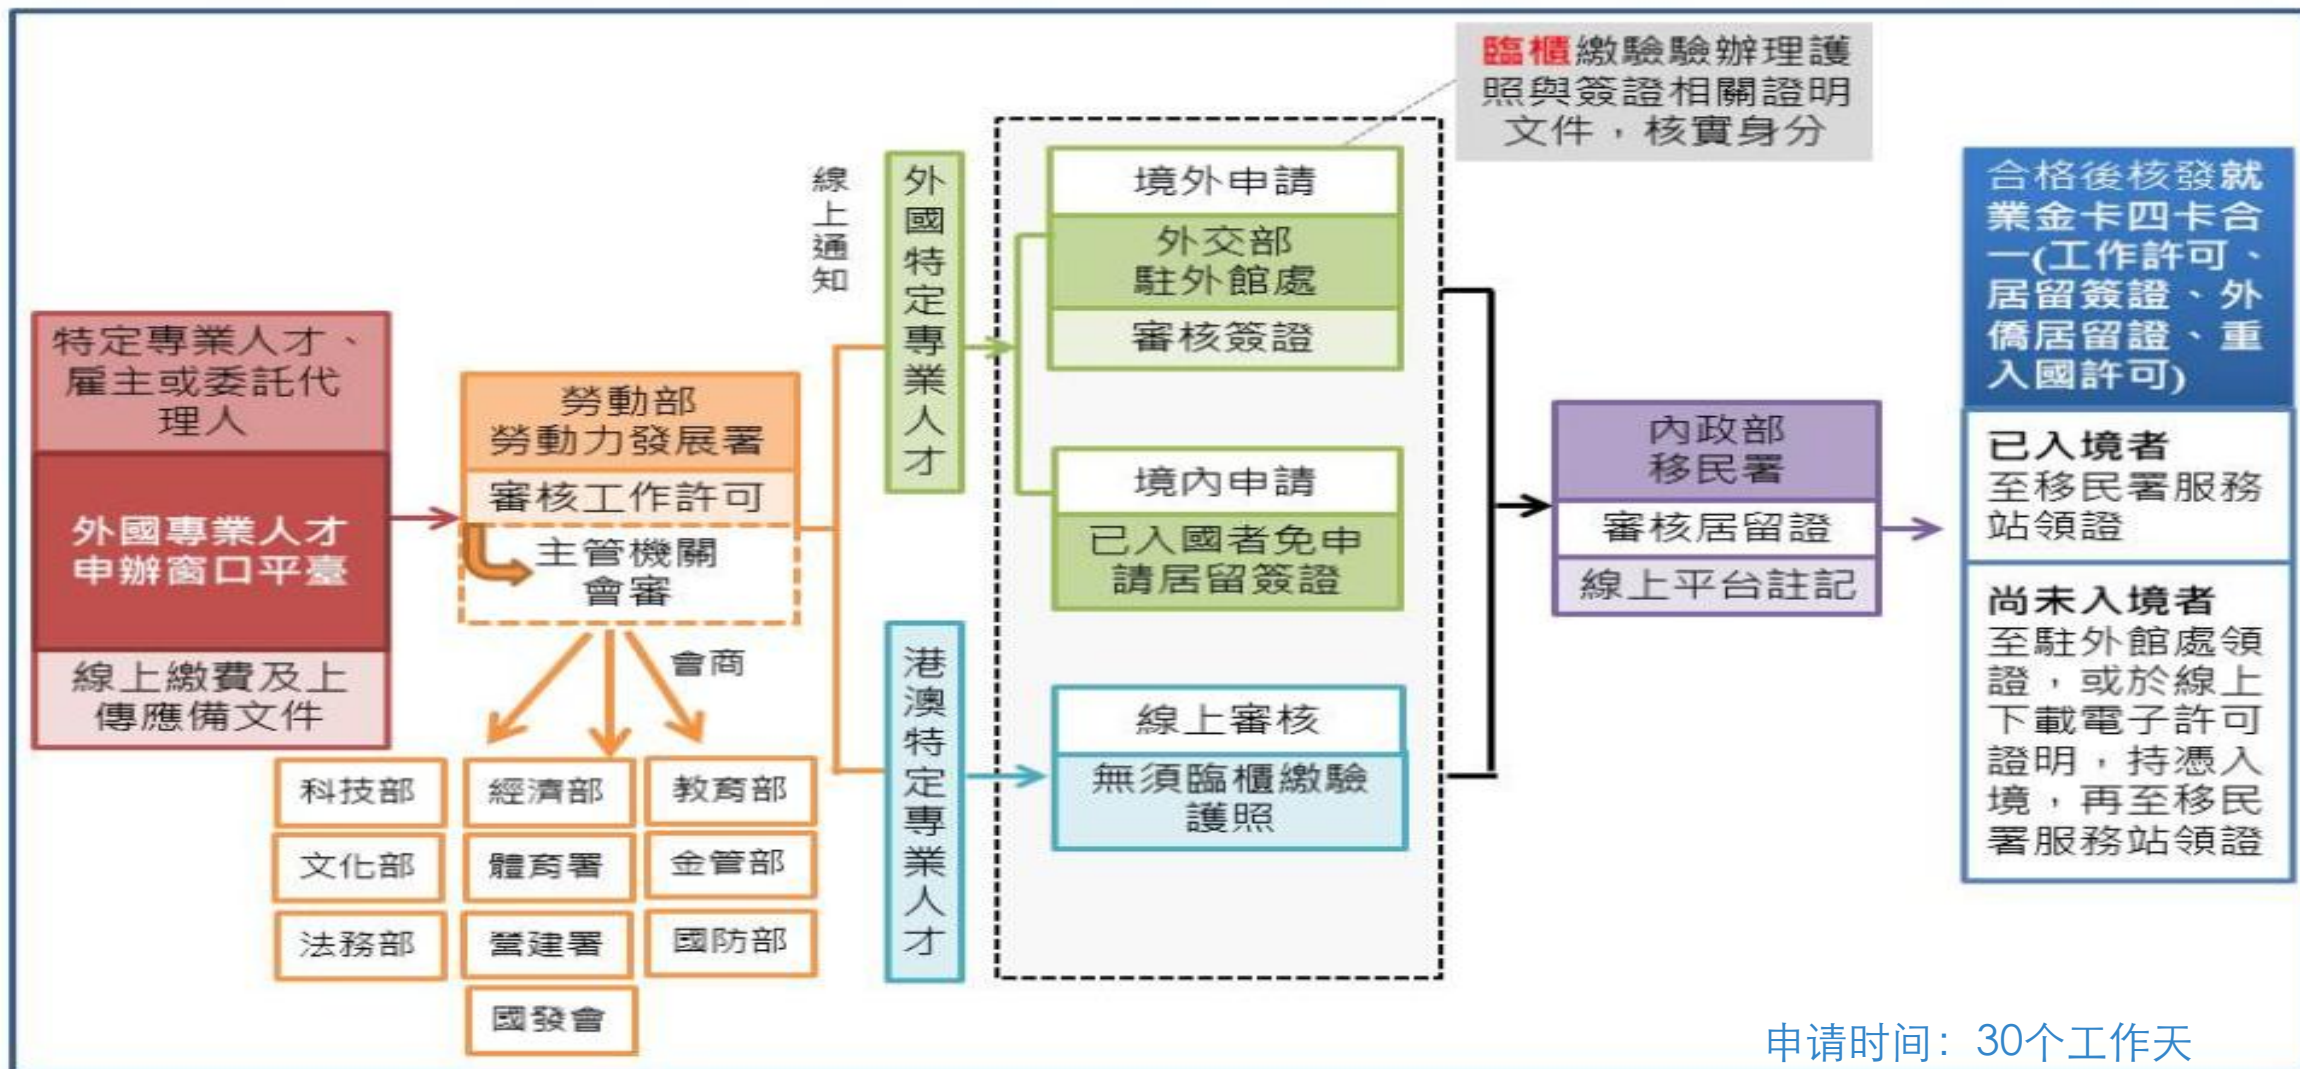 特定專業人才、
雇主或委託代
理人
外國專業人才
申辦窗口平臺
線上繳費及上
傳應備文件
勞動部
勞動力發展署
審核工作許可
主管機關
會審
會商
科技部
經濟部
教育部
文化部
體育署
金管部
法務部
營建署
國防部
國發會
線上通知
外國特定專業人才
港澳特定專業人才
臨櫃繳驗驗辦理護
照與簽證相關證明
文件，核實身分
境外申請
外交部
駐外館處
審核簽證
境內申請
已入國者免申
請居留簽證
線上審核
無須臨櫃繳驗
護照
內政部
移民署
審核居留證
線上平台註記
合格後核發就
業金卡四卡合
一(工作許可、
居留簽證、外
僑居留證、重
入國許可)
已入境者
至移民署服務
站領證
尚未入境者
至駐外館處領
證，或於線上
下載電子許可
證明，持憑入
境，再至移民
署服務站領證
申请时间：30个工作天